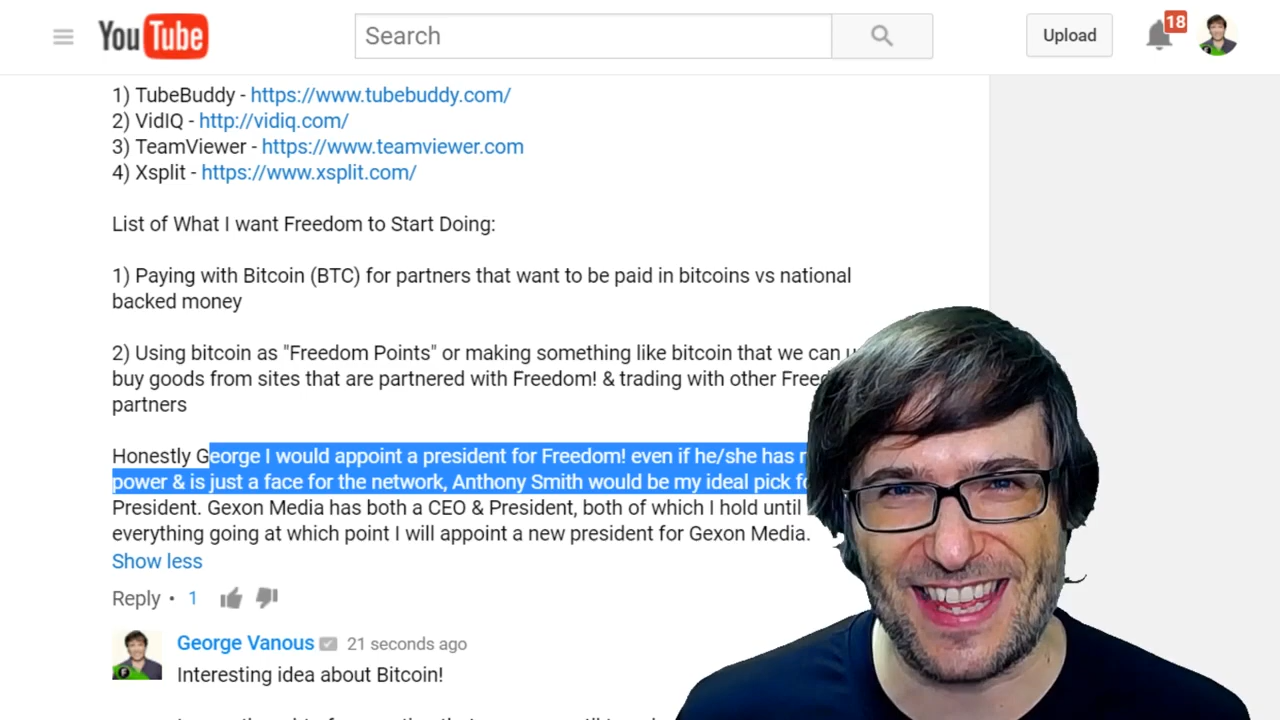 YouTube
Search
Upload
18
1) TubeBuddy - https://www.tubebuddy.com/
2) VidIQ - http://vidiq.com/
3) TeamViewer - https://www.teamviewer.com
4) Xsplit - https://www.xsplit.com/
List of What I want Freedom to Start Doing:
1) Paying with Bitcoin (BTC) for partners that want to be paid in bitcoins vs national
backed money
2) Using bitcoin as "Freedom Points" or making something like bitcoin that we can
buy goods from sites that are partnered with Freedom! & trading with other
partners
Honestly George I would appoint a president for Freedom! even if he/she has
power & is just a face for the network, Anthony Smith would be my ideal pick
President. Gexon Media has both a CEO & President, both of which I hold until
everything going at which point I will appoint a new president for Gexon Media.
Show less
Reply • 1
George Vanous 21 seconds ago
Interesting idea about Bitcoin!